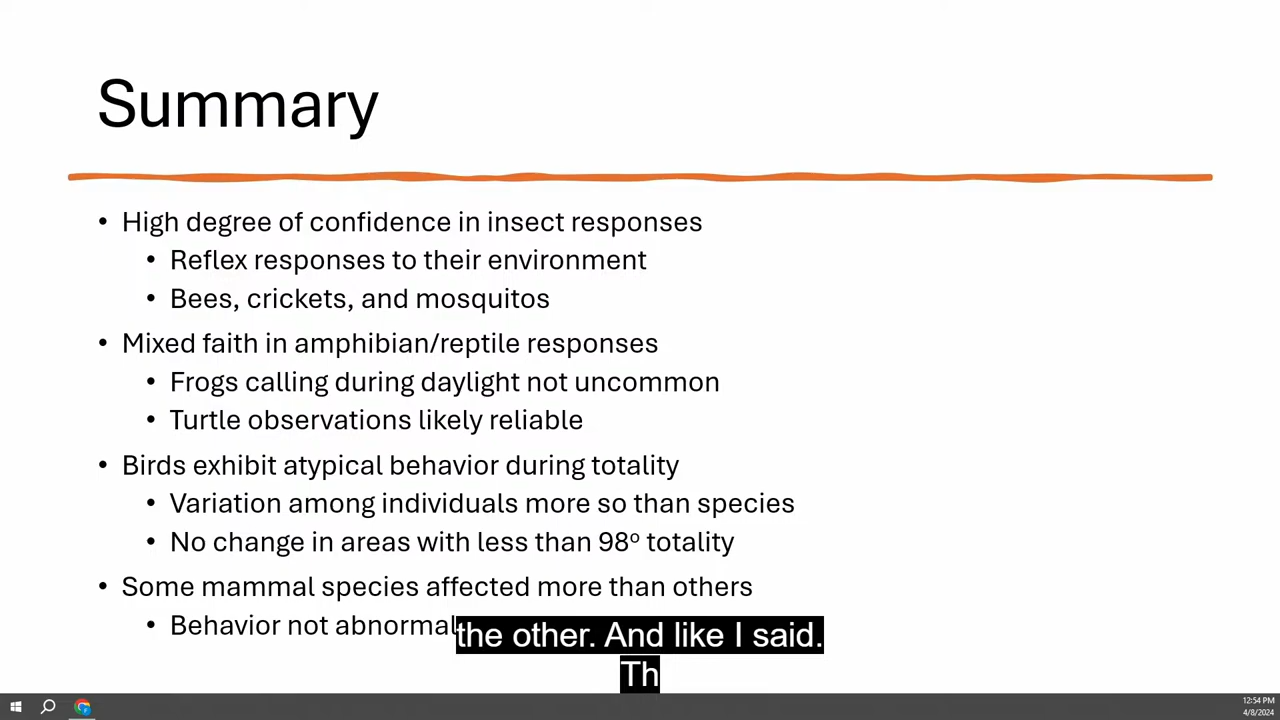 Summary
• High degree of confidence in insect responses
• Reflex responses to their environment
• Bees, crickets, and mosquitos
• Mixed faith in amphibian/reptile responses
• Frogs calling during daylight not uncommon
• Turtle observations likely reliable
• Birds exhibit atypical behavior during totality
• Variation among individuals more so than species
• No change in areas with less than 98º totality
• Some mammal species affected more than others
• Behavior not abnormal
the other. And like I said.
Th
12:54 PM
4/8/2024